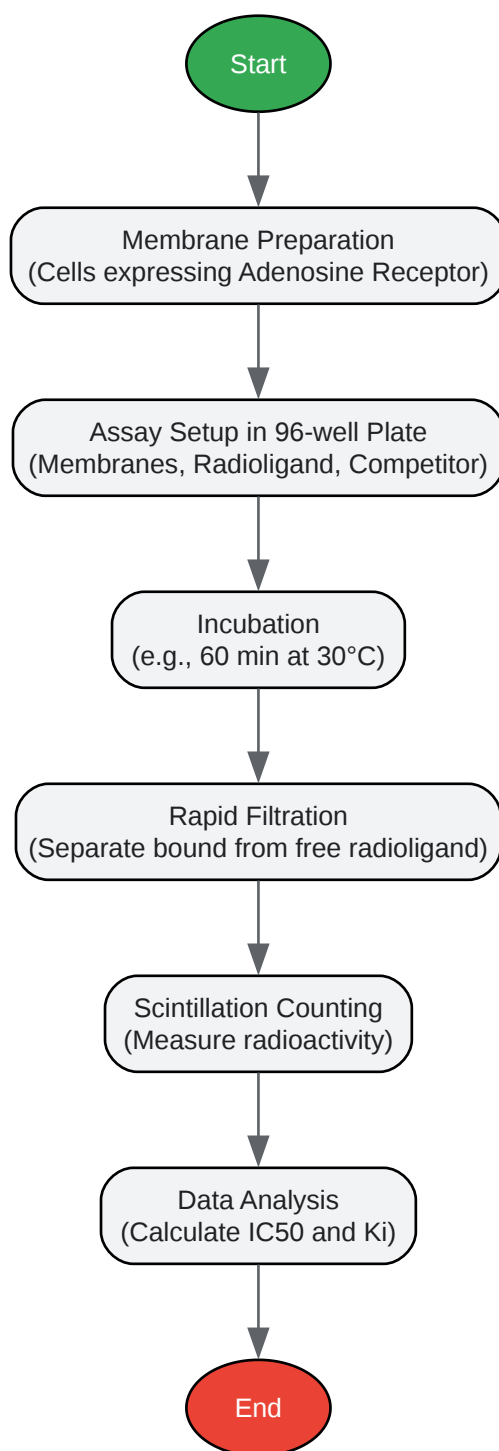 Start
Membrane Preparation
(Cells expressing Adenosine Receptor)
Assay Setup in 96-well Plate
(Membranes, Radioligand, Competitor)
Incubation
(e.g., 60 min at 30°C)
Rapid Filtration
(Separate bound from free radioligand)
Scintillation Counting
(Measure radioactivity)
Data Analysis
(Calculate IC50 and Ki)
End